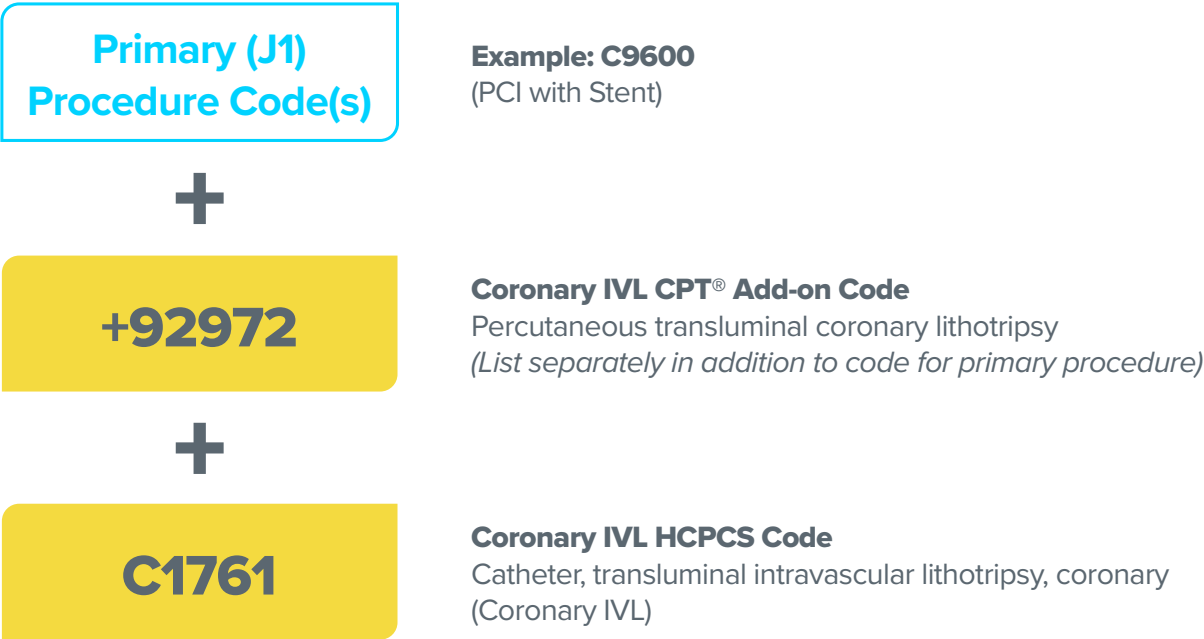 Primary (J1)
Procedure Code(s)
Example: C9600
(PCI with Stent)
+
+92972
Coronary IVL CPT® Add-on Code
Percutaneous transluminal coronary lithotripsy
(List separately in addition to code for primary procedure)
+
C1761
Coronary IVL HCPCS Code
Catheter, transluminal intravascular lithotripsy, coronary
(Coronary IVL)